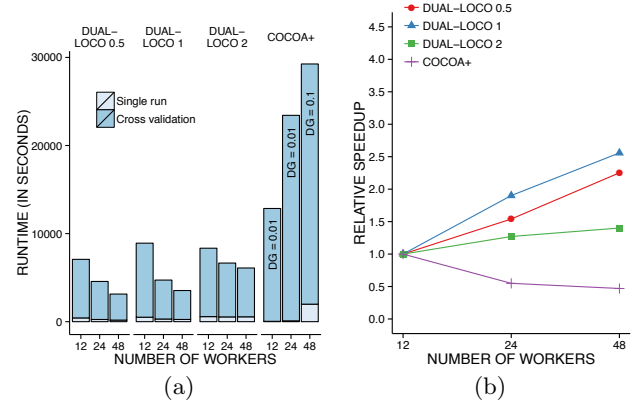 DUAL–LOCO 0.5
DUAL–LOCO 1
DUAL–LOCO 2
COCOA+
30000
20000
10000
0
RUNTIME (IN SECONDS)
Single run
Cross validation
DG = 0.01
DG = 0.01
DG = 0.1
12 24 48
12 24 48
12 24 48
12 24 48
NUMBER OF WORKERS
(a)
DUAL–LOCO 0.5
DUAL–LOCO 1
DUAL–LOCO 2
COCOA+
RELATIVE SPEEDUP
4.5
4.0
3.5
3.0
2.5
2.0
1.5
1.0
0.5
0.0
12 24 48
NUMBER OF WORKERS
(b)